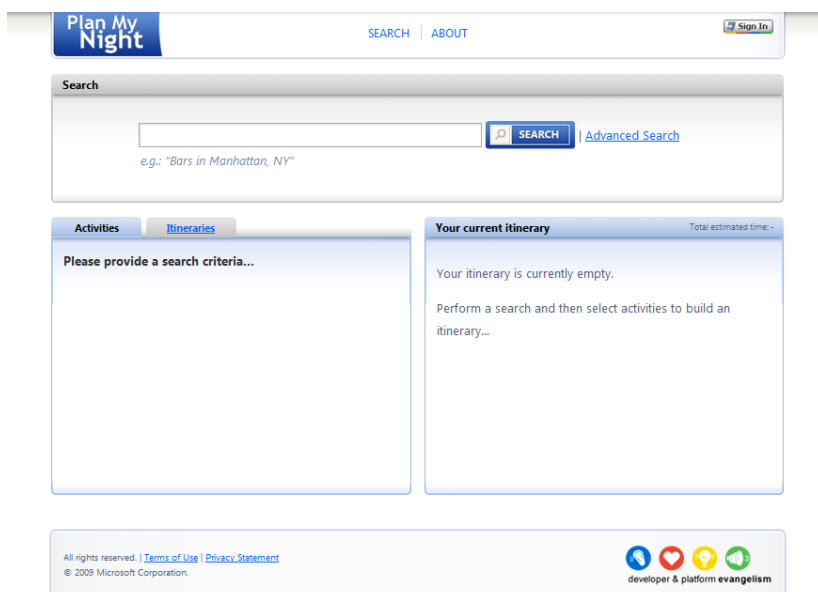 Plan My
Night
SEARCH | ABOUT
Sign In
Search
SEARCH | Advanced Search
e.g.: “Bars in Manhattan, NY”
Activities
Itineraries
Please provide a search criteria...
Your current itinerary
Total estimated time: -
Your itinerary is currently empty.
Perform a search and then select activities to build an
itinerary...
All rights reserved. | Terms of Use | Privacy Statement
© 2009 Microsoft Corporation.
developer & platform evangelism